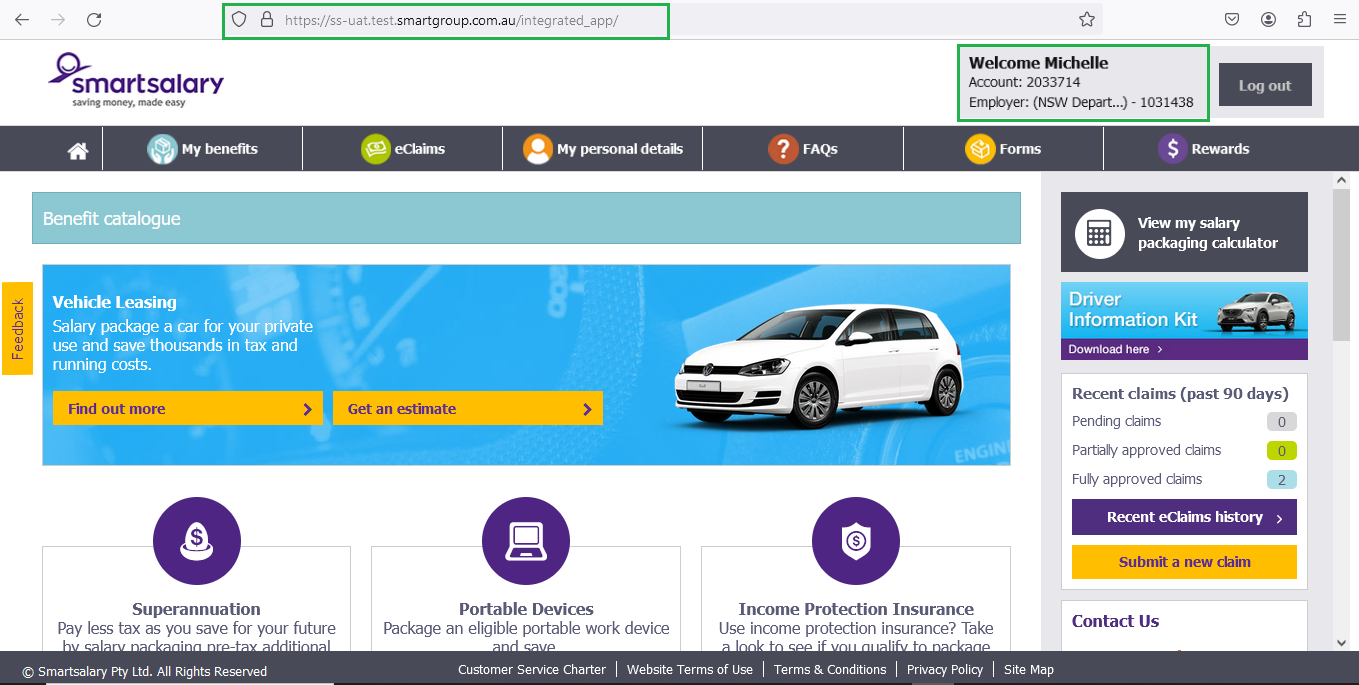 https://ss-uat.test.smartgroup.com.au/integrated_app/
smartsalary
saving money, made easy
Welcome Michelle
Account: 2033714
Employer: (NSW Depart...) - 1031438
Log out
My benefits
eClaims
My personal details
?
FAQs
Forms
$
Rewards
Benefit catalogue
Feedback
Vehicle Leasing
Salary package a car for your private
use and save thousands in tax and
running costs.
Find out more
Get an estimate
ENGIN
View my salary
packaging calculator
Driver
Information Kit
Download here
Recent claims (past 90 days)
Pending claims 0
Partially approved claims 0
Fully approved claims 2
Recent eClaims history
Submit a new claim
Contact Us
$
Superannuation
Pay less tax as you save for your future
by salary packaging pre-tax additional
Portable Devices
Package an eligible portable work device
and save
$
Income Protection Insurance
Use income protection insurance? Take
a look to see if you qualify to package
© Smartsalary Pty Ltd. All Rights Reserved
Customer Service Charter | Website Terms of Use | Terms & Conditions | Privacy Policy | Site Map